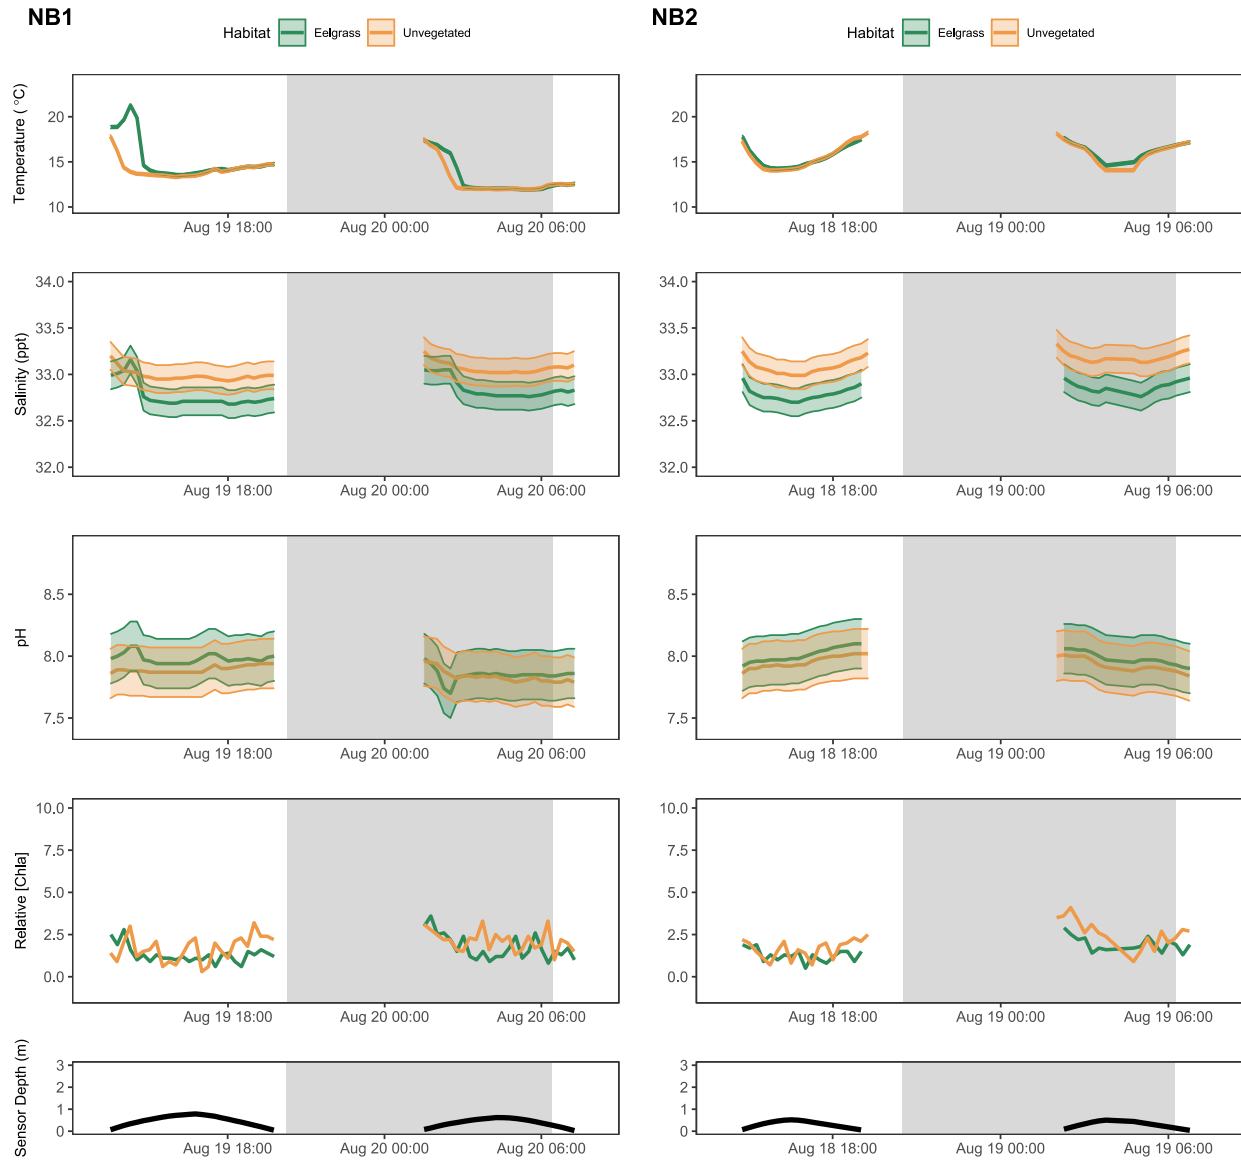 NB1
Habitat Eelgrass Unvegetated
NB2
Habitat Eelgrass Unvegetated
Temperature ( °C)
20
15
10
Aug 19 18:00 Aug 20 00:00 Aug 20 06:00
20
15
10
Aug 18 18:00 Aug 19 00:00 Aug 19 06:00
Salinity (ppt)
34.0
33.5
33.0
32.5
32.0
Aug 19 18:00 Aug 20 00:00 Aug 20 06:00
34.0
33.5
33.0
32.5
32.0
Aug 18 18:00 Aug 19 00:00 Aug 19 06:00
pH
8.5
8.0
7.5
Aug 19 18:00 Aug 20 00:00 Aug 20 06:00
8.5
8.0
7.5
Aug 18 18:00 Aug 19 00:00 Aug 19 06:00
Relative [Chla]
10.0
7.5
5.0
2.5
0.0
Aug 19 18:00 Aug 20 00:00 Aug 20 06:00
10.0
7.5
5.0
2.5
0.0
Aug 18 18:00 Aug 19 00:00 Aug 19 06:00
Sensor Depth (m)
3
2
1
0
Aug 19 18:00 Aug 20 00:00 Aug 20 06:00
3
2
1
0
Aug 18 18:00 Aug 19 00:00 Aug 19 06:00